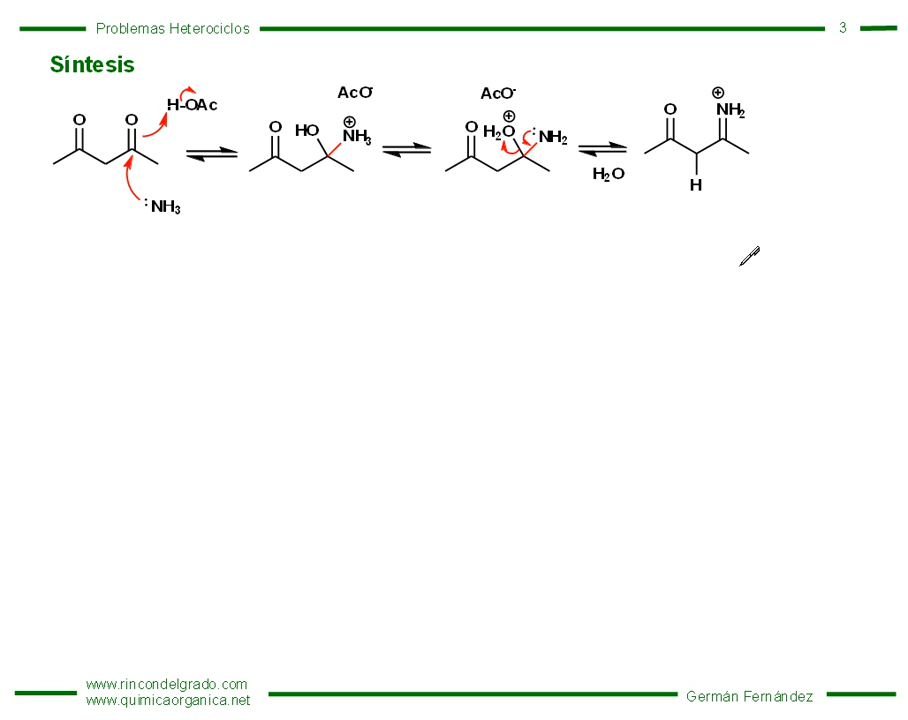 Problemas Heterociclos 3
Síntesis
O O H-OAc :NH3
AcO-
O HO ⊕ NH3
AcO-
O H2O ⊕ :NH2
H2O
O ⊕ NH2 H
www.rincondelgrado.com
www.quimicaorganica.net
Germán Fernández